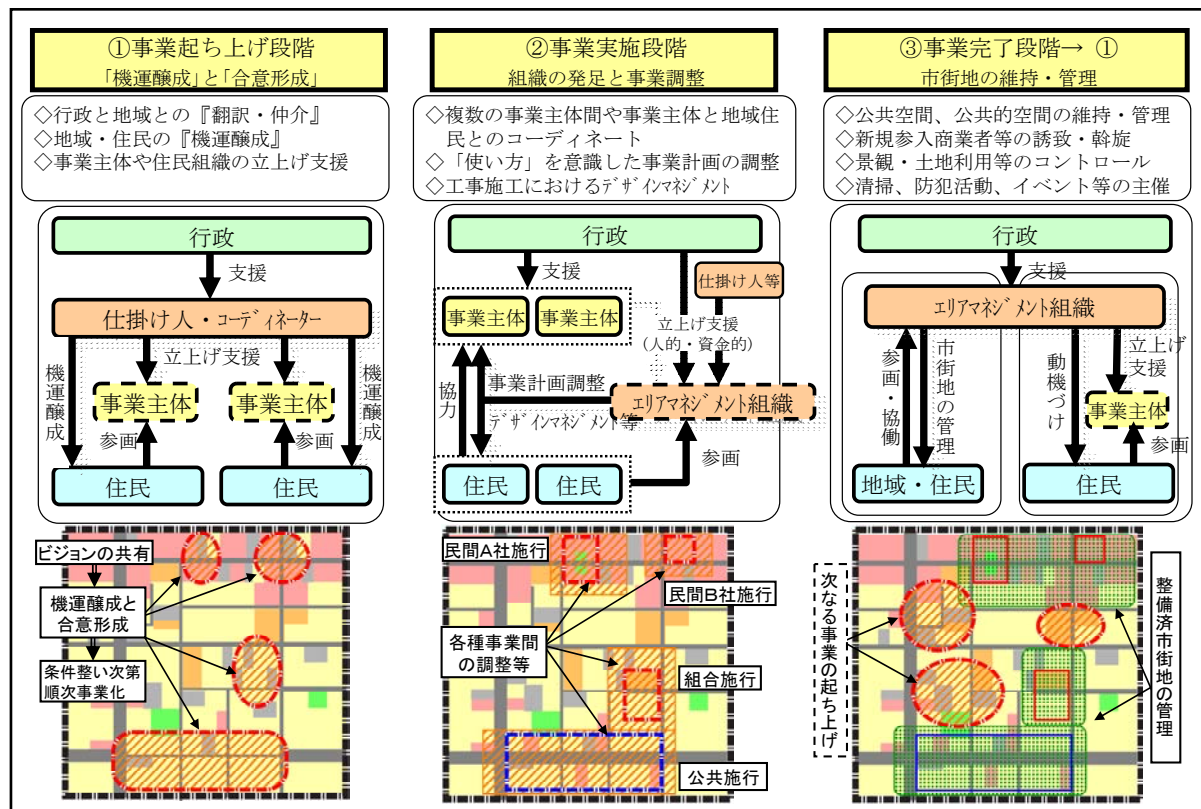 ①事業起ち上げ段階
「機運醸成」と「合意形成」
◇行政と地域との『翻訳・仲介』
◇地域・住民の『機運醸成』
◇事業主体や住民組織の立上げ支援
行政
支援
仕掛け人・コーディネーター
機運醸成
立上げ支援
機運醸成
事業主体
事業主体
参画
参画
住民
住民
ビジョンの共有
機運醸成と
合意形成
条件整い次第
順次事業化
②事業実施段階
組織の発足と事業調整
◇複数の事業主体間や事業主体と地域住
民とのコーディネート
◇「使い方」を意識した事業計画の調整
◇工事施工におけるデザインマネジメント
行政
支援
仕掛け人等
事業主体
事業主体
立上げ支援
(人的・資金的)
協力
事業計画調整
エリアマネジメント組織
デザインマネジメント等
参画
住民
住民
民間A社施行
民間B社施行
各種事業間
の調整等
組合施行
公共施行
③事業完了段階→ ①
市街地の維持・管理
◇公共空間、公共的空間の維持・管理
◇新規参入商業者等の誘致・斡旋
◇景観・土地利用等のコントロール
◇清掃、防犯活動、イベント等の主催
行政
支援
エリアマネジメント組織
参画・協働
市街地の管理
動機づけ
立上げ
支援
事業主体
参画
地域・住民
住民
次なる事業の起ち上げ
整備済市街地の管理